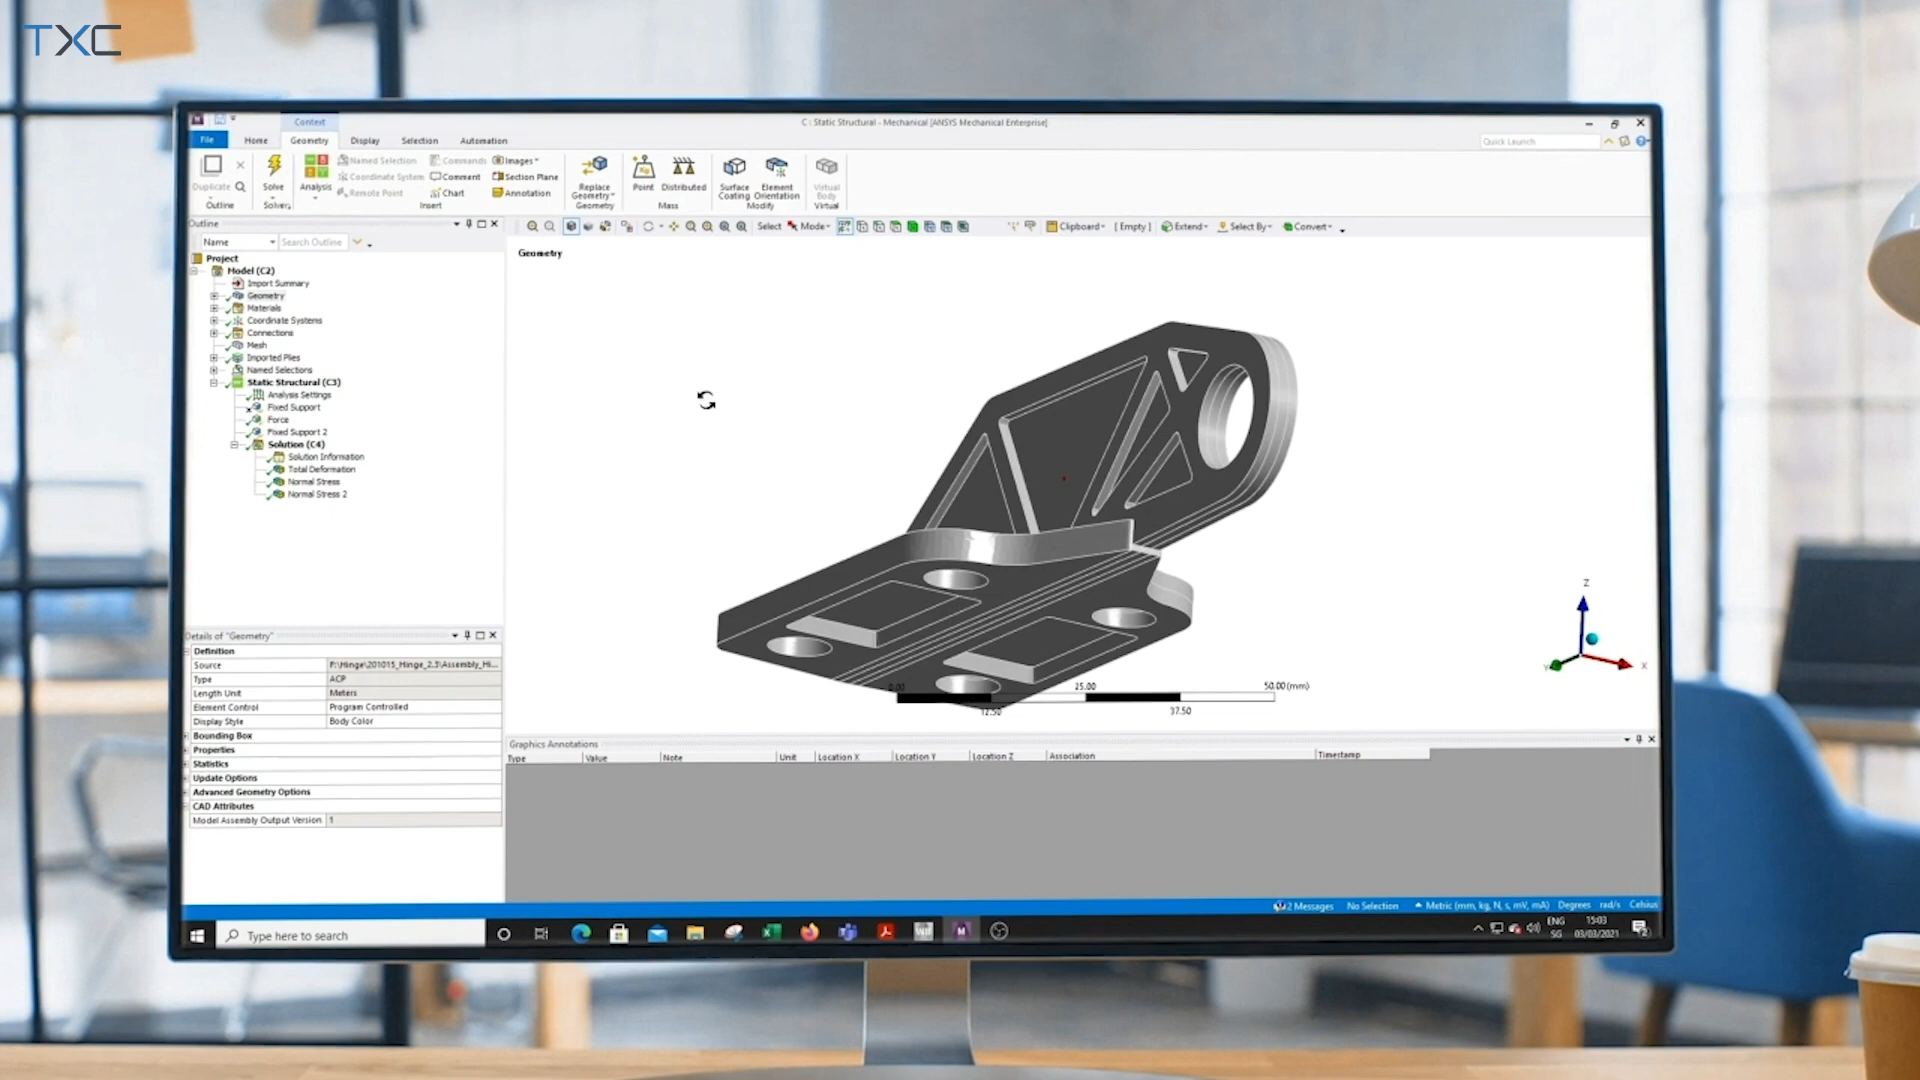 TXC
Context
C : Static Structural - Mechanical [ANSYS Mechanical Enterprise]
File Home Geometry Display Selection Automation
Quick Launch
Duplicate
Outline
Solve
Solver
Analysis
Named Selection
Coordinate System
Remote Point
Commands
Comment
Chart
Images
Section Plane
Annotation
Insert
Replace
Geometry
Geometry
Point Distributed
Mass
Surface
Coating
Element
Orientation
Modify
Virtual
Body
Virtual
Outline
Select Mode Clipboard [ Empty ] Extend Select By Convert
Name Search Outline
Geometry
Project
Model (C2)
Import Summary
Geometry
Materials
Coordinate Systems
Connections
Mesh
Imported Plies
Named Selections
Static Structural (C3)
Analysis Settings
Fixed Support
Force
Fixed Support 2
Solution (C4)
Solution Information
Total Deformation
Normal Stress
Normal Stress 2
Z
Y
X
0.00 25.00 50.00 (mm)
12.50 37.50
Details of "Geometry"
Definition
Source F:\Hinge\201015_Hinge_2.3\Assembly_Hi...
Type ACP
Length Unit Meters
Element Control Program Controlled
Display Style Body Color
Bounding Box
Properties
Statistics
Update Options
Advanced Geometry Options
CAD Attributes
Model Assembly Output Version 1
Graphics Annotations
Type Value Note Unit Location X Location Y Location Z Association Timestamp
2 Messages No Selection Metric (mm, kg, N, s, mV, mA) Degrees rad/s Celsius
Type here to search
ENG
SG
15:03
03/03/2021